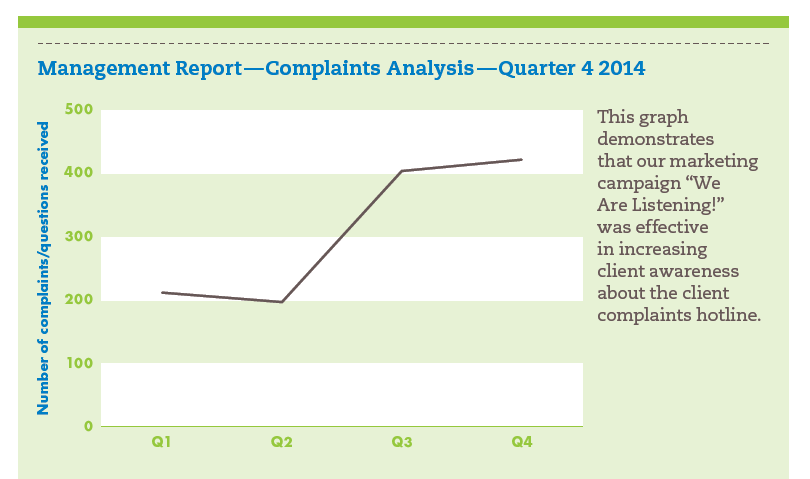 Management Report—Complaints Analysis—Quarter 4 2014
Number of complaints/questions received
500
400
300
200
100
0
Q1
Q2
Q3
Q4
This graph
demonstrates
that our marketing
campaign “We
Are Listening!”
was effective
in increasing
client awareness
about the client
complaints hotline.